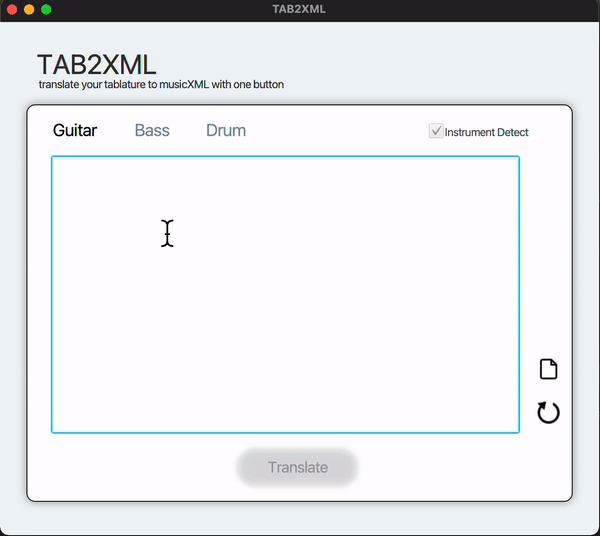 TAB2XML
TAB2XML
translate your tablature to musicXML with one button
Guitar Bass Drum Instrument Detect
Translate